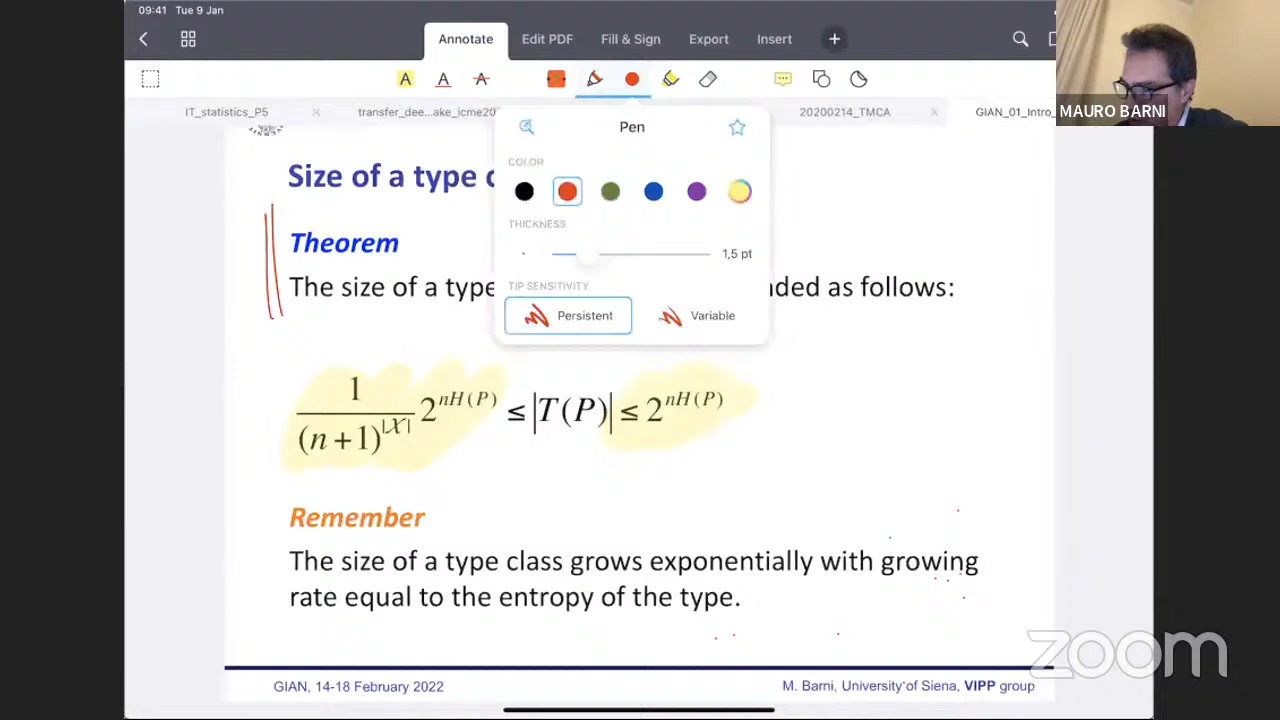 09:41 Tue 9 Jan
Annotate Edit PDF Fill & Sign Export Insert +
A A A
IT_statistics_P5 × transfer_dee....ake_icme20 20200214_TMCA × GIAN_01_Intro_
MAURO BARNI
Pen
COLOR
THICKNESS
1,5 pt
TIP SENSITIVITY
Persistent Variable
Size of a type c
Theorem
The size of a type nded as follows:
1/(n+1)^|X| 2^nH(P) ≤ |T(P)| ≤ 2^nH(P)
Remember
The size of a type class grows exponentially with growing
rate equal to the entropy of the type.
zoom
GIAN, 14-18 February 2022 M. Barni, University of Siena, VIPP group